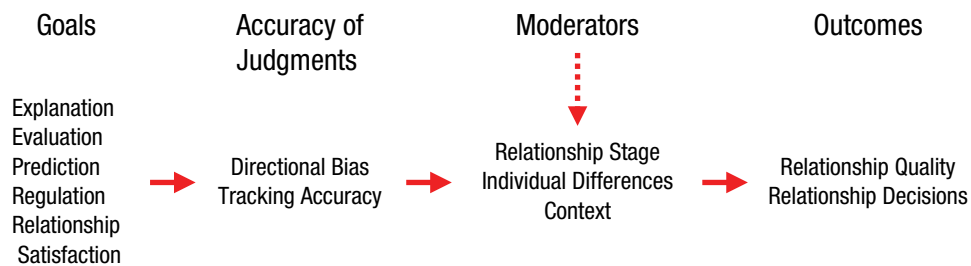 Goals
Accuracy of
Judgments
Moderators
Outcomes
Explanation
Evaluation
Prediction
Regulation
Relationship
Satisfaction
Directional Bias
Tracking Accuracy
Relationship Stage
Individual Differences
Context
Relationship Quality
Relationship Decisions